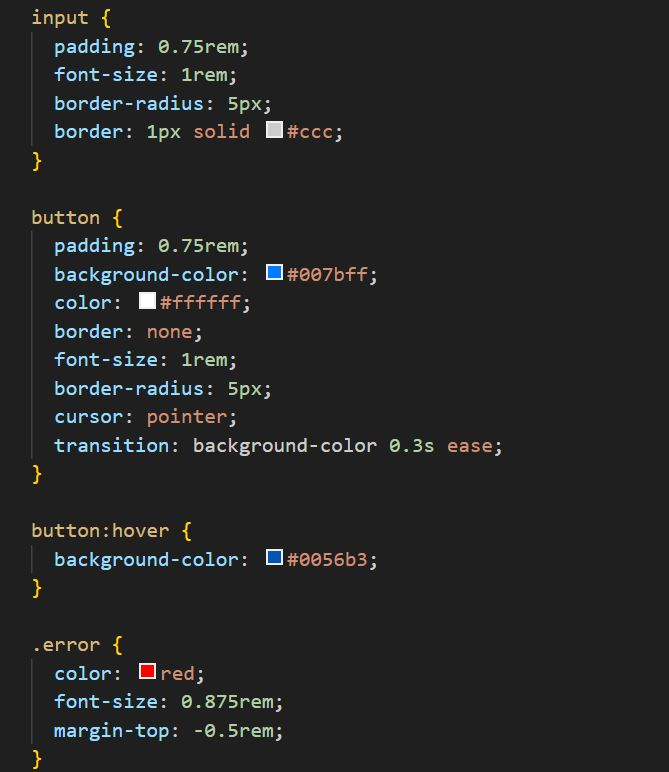 input {
  padding: 0.75rem;
  font-size: 1rem;
  border-radius: 5px;
  border: 1px solid #ccc;
}

button {
  padding: 0.75rem;
  background-color: #007bff;
  color: #ffffff;
  border: none;
  font-size: 1rem;
  border-radius: 5px;
  cursor: pointer;
  transition: background-color 0.3s ease;
}

button:hover {
  background-color: #0056b3;
}

.error {
  color: red;
  font-size: 0.875rem;
  margin-top: -0.5rem;
}